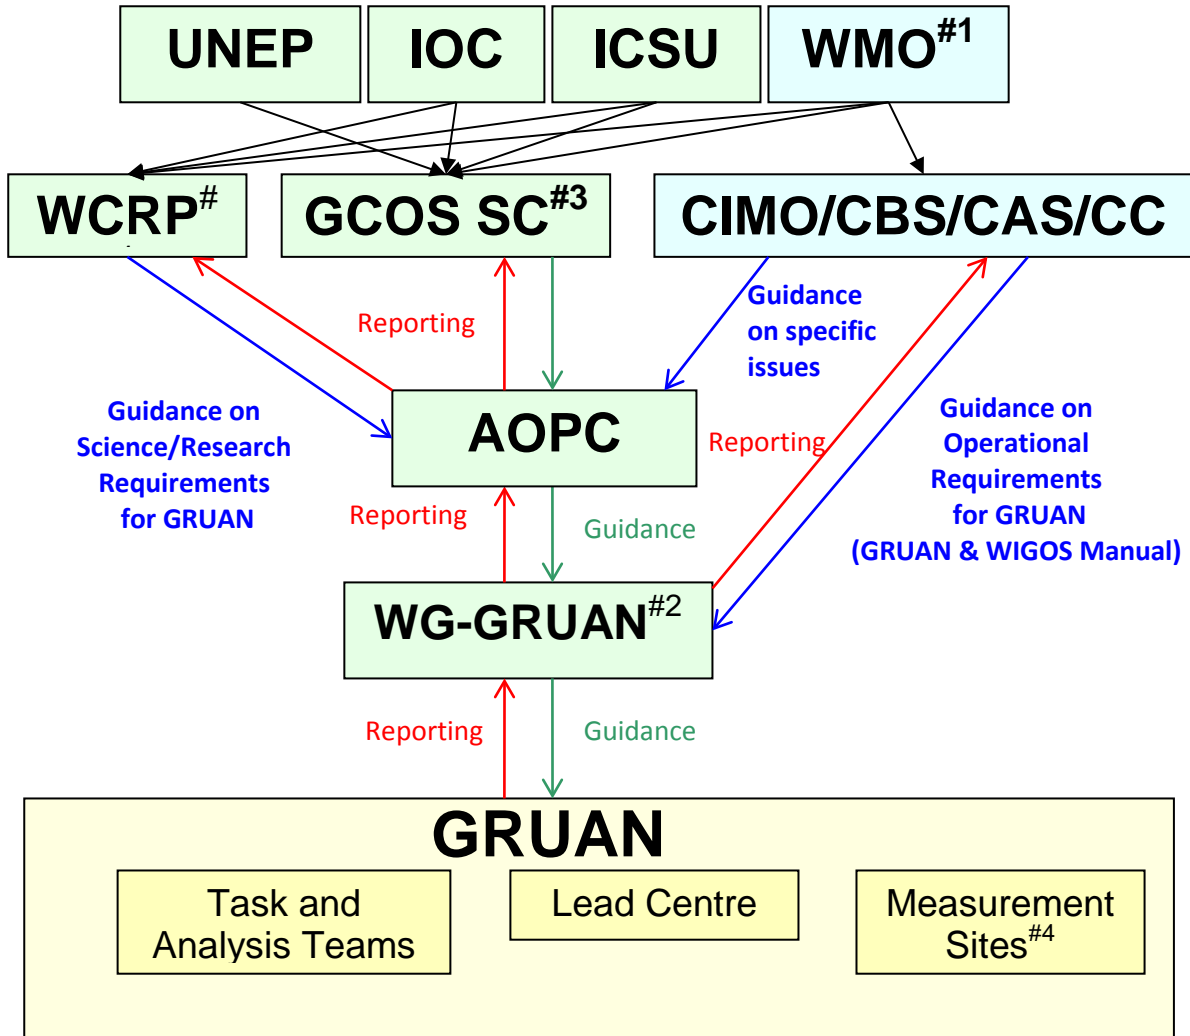 UNEP
IOC
ICSU
WMO#1
WCRP#
GCOS SC#3
CIMO/CBS/CAS/CC
Reporting
Guidance
on specific
issues
Guidance on
Science/Research
Requirements
for GRUAN
AOPC
Reporting
Guidance on
Operational
Requirements
for GRUAN
(GRUAN & WIGOS Manual)
Reporting
Guidance
WG-GRUAN#2
Reporting
Guidance
GRUAN
Task and
Analysis Teams
Lead Centre
Measurement
Sites#4